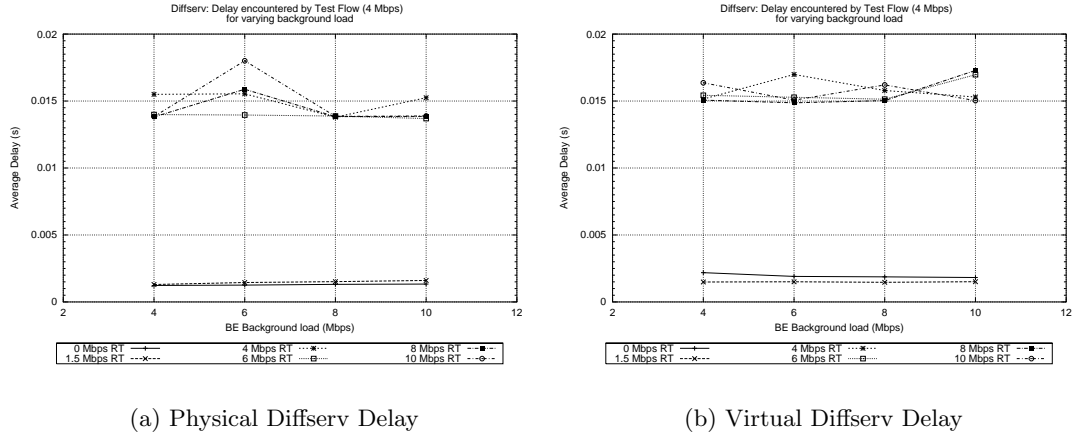 Diffserv: Delay encountered by Test Flow (4 Mbps)
for varying background load
0.02
0.015
0.01
0.005
0
Average Delay (s)
2 4 6 8 10 12
BE Background load (Mbps)
0 Mbps RT 4 Mbps RT 8 Mbps RT
1.5 Mbps RT 6 Mbps RT 10 Mbps RT
(a) Physical Diffserv Delay
Diffserv: Delay encountered by Test Flow (4 Mbps)
for varying background load
0.02
0.015
0.01
0.005
0
Average Delay (s)
2 4 6 8 10 12
BE Background load (Mbps)
0 Mbps RT 4 Mbps RT 8 Mbps RT
1.5 Mbps RT 6 Mbps RT 10 Mbps RT
(b) Virtual Diffserv Delay